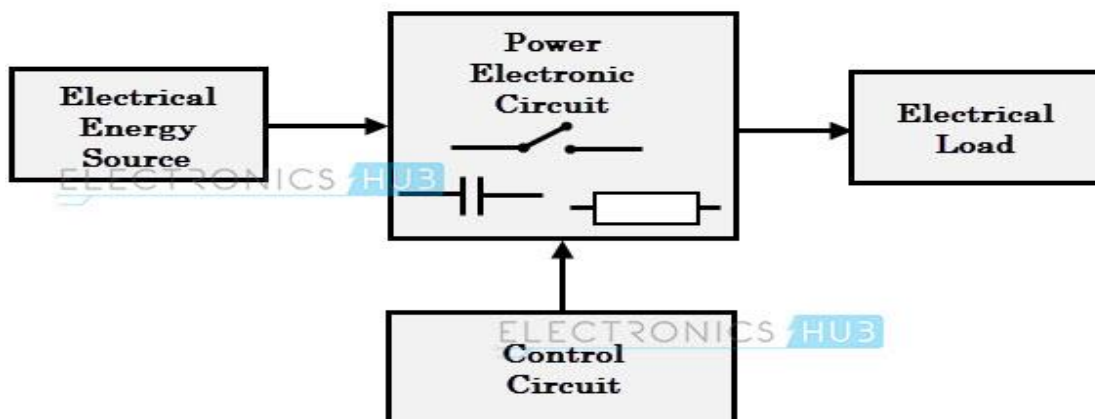 Power
Electronic
Circuit
Electrical
Energy
Source
ELECTRONICS HUB
Electrical
Load
ELECTRONICS HUB
Control
Circuit